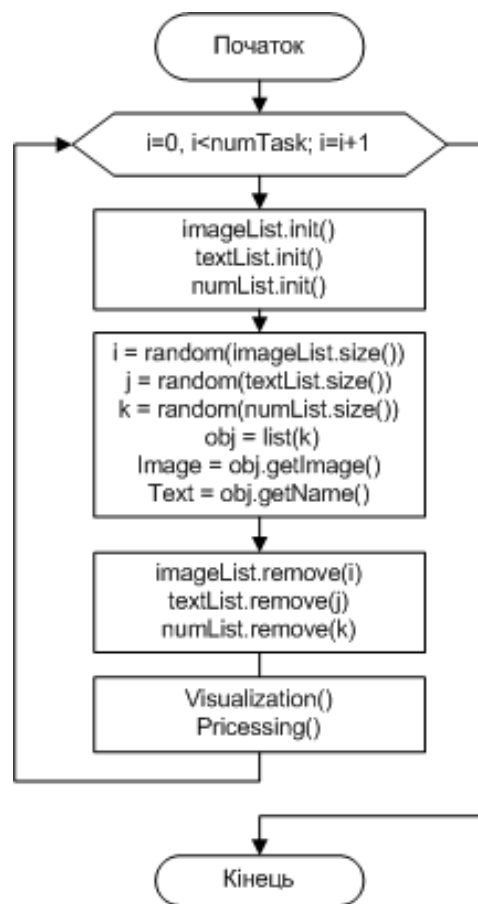 Початок
i=0, i<numTask; i=i+1
imageList.init()
textList.init()
numList.init()
i = random(imageList.size())
j = random(textList.size())
k = random(numList.size())
obj = list(k)
Image = obj.getImage()
Text = obj.getName()
imageList.remove(i)
textList.remove(j)
numList.remove(k)
Visualization()
Pricessing()
Кінець